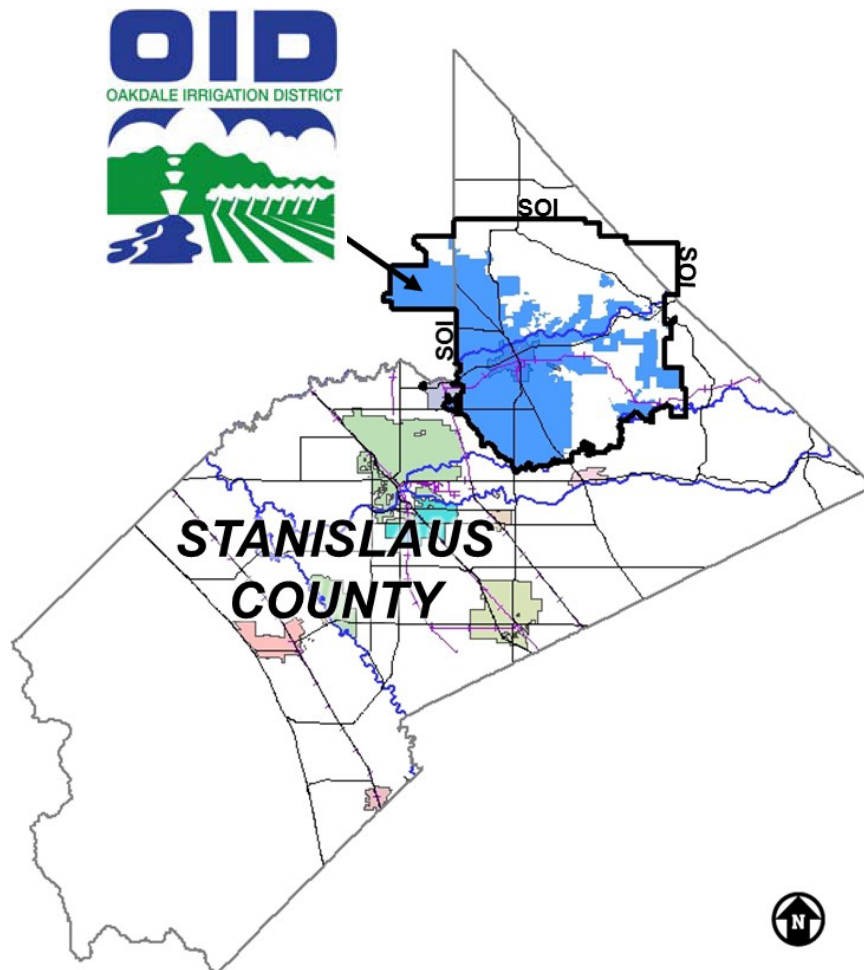 OID
OAKDALE IRRIGATION DISTRICT
SOI
SOI
SOI
STANISLAUS
COUNTY
N